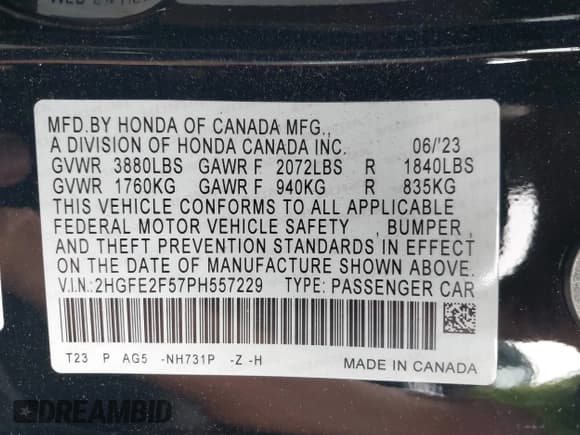 MFD.BY HONDA OF CANADA MFG.,
A DIVISION OF HONDA CANADA INC. 06/'23
GVWR 3880LBS GAWR F 2072LBS R 1840LBS
GVWR 1760KG GAWR F 940KG R 835KG
THIS VEHICLE CONFORMS TO ALL APPLICABLE
FEDERAL MOTOR VEHICLE SAFETY , BUMPER ,
AND THEFT PREVENTION STANDARDS IN EFFECT
ON THE DATE OF MANUFACTURE SHOWN ABOVE.
V.I.N.:2HGFE2F57PH557229 TYPE: PASSENGER CAR
T23 P AG5 -NH731P -Z -H
MADE IN CANADA
DREAMBID